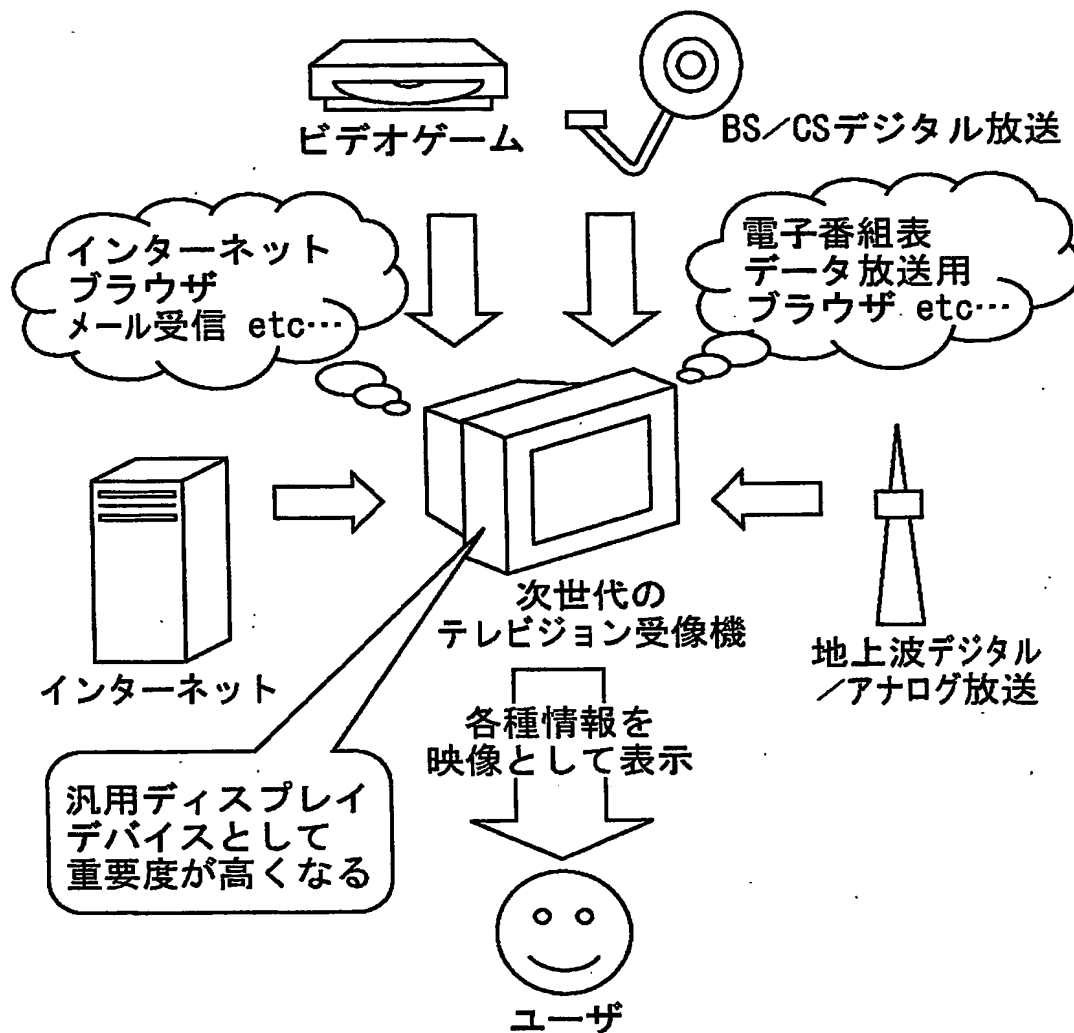 ビデオゲーム
BS／CSデジタル放送
インターネット
ブラウザ
メール受信 etc…
電子番組表
データ放送用
ブラウザ etc…
次世代の
テレビジョン受像機
インターネット
地上波デジタル
／アナログ放送
各種情報を
映像として表示
汎用ディスプレイ
デバイスとして
重要度が高くなる
ユーザ